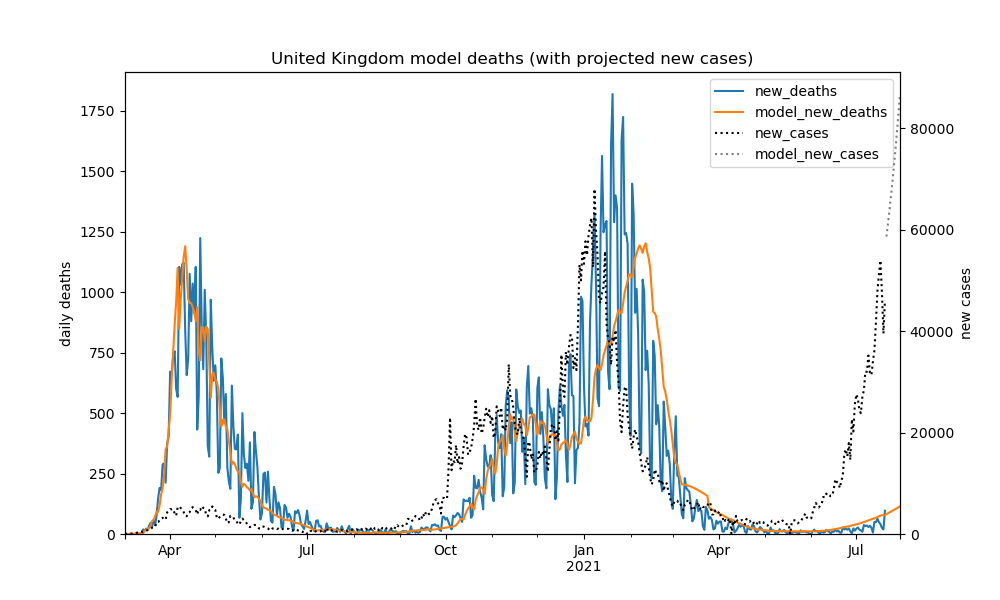 United Kingdom model deaths (with projected new cases)
new_deaths
model_new_deaths
new_cases
model_new_cases
daily deaths
1750
1500
1250
1000
750
500
250
0
new cases
80000
60000
40000
20000
0
Apr
Jul
Oct
Jan
2021
Apr
Jul